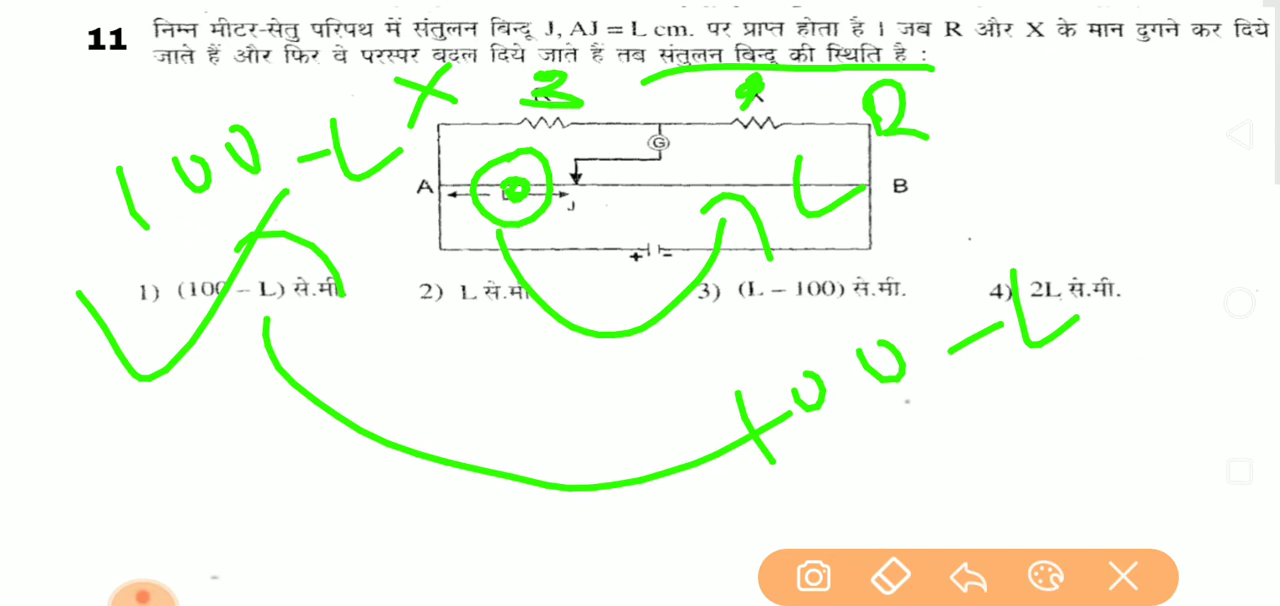 11 निम्न मीटर-सेतु परिपथ में संतुलन बिन्दू J, AJ = L cm. पर प्राप्त होता है । जब R और X के मान दुगने कर दिये
जाते हैं और फिर वे परस्पर बदल दिये जाते हैं तब संतुलन बिन्दू की स्थिति है :
X R
100 - L
G
A L B
J
+ -
1) (100 - L) से.मी. 2) L से.मी. 3) (L - 100) से.मी. 4) 2L से.मी.
100 - L